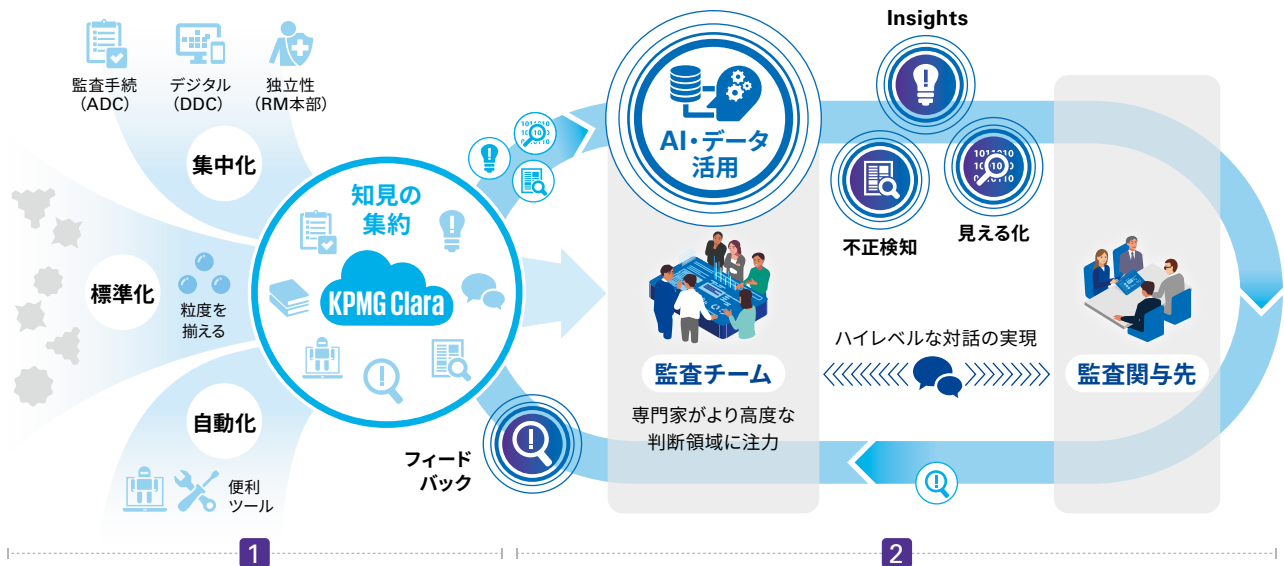 監査手続
（ADC）
デジタル
（DDC）
独立性
（RM本部）
集中化
標準化
粒度を
揃える
自動化
便利
ツール
知見の
集約
KPMG Clara
フィード
バック
AI・データ
活用
監査チーム
専門家がより高度な
判断領域に注力
Insights
不正検知
見える化
ハイレベルな対話の実現
監査関与先
1
2